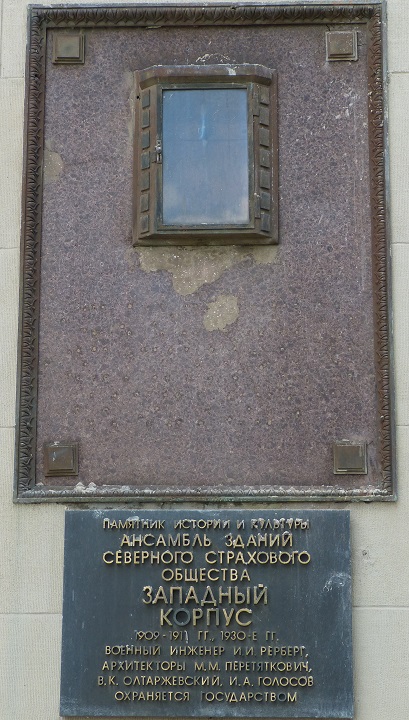 ПАМЯТНИК ИСТОРИИ И КУЛЬТУРЫ
АНСАМБЛЬ ЗДАНИЙ
СЕВЕРНОГО СТРАХОВОГО
ОБЩЕСТВА
ЗАПАДНЫЙ
КОРПУС
1909-1911 ГГ., 1930-Е ГГ.
ВОЕННЫЙ ИНЖЕНЕР И.И. РЕРБЕРГ,
АРХИТЕКТОРЫ М.М. ПЕРЕТЯТКОВИЧ,
В.К. ОЛТАРЖЕВСКИЙ, И.А. ГОЛОСОВ
ОХРАНЯЕТСЯ ГОСУДАРСТВОМ